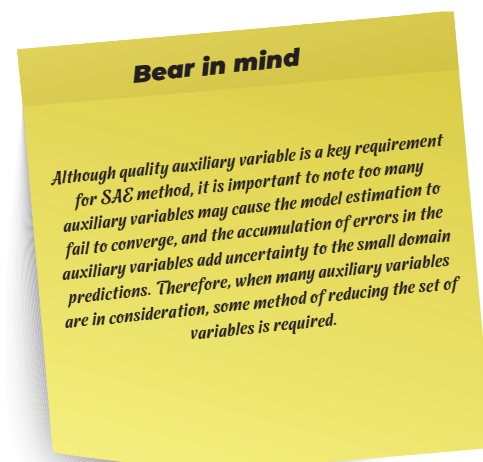 Bear in mind
Although quality auxiliary variable is a key requirement
for SAE method, it is important to note too many
auxiliary variables may cause the model estimation to
fail to converge, and the accumulation of errors in the
auxiliary variables add uncertainty to the small domain
predictions. Therefore, when many auxiliary variables
are in consideration, some method of reducing the set of
variables is required.